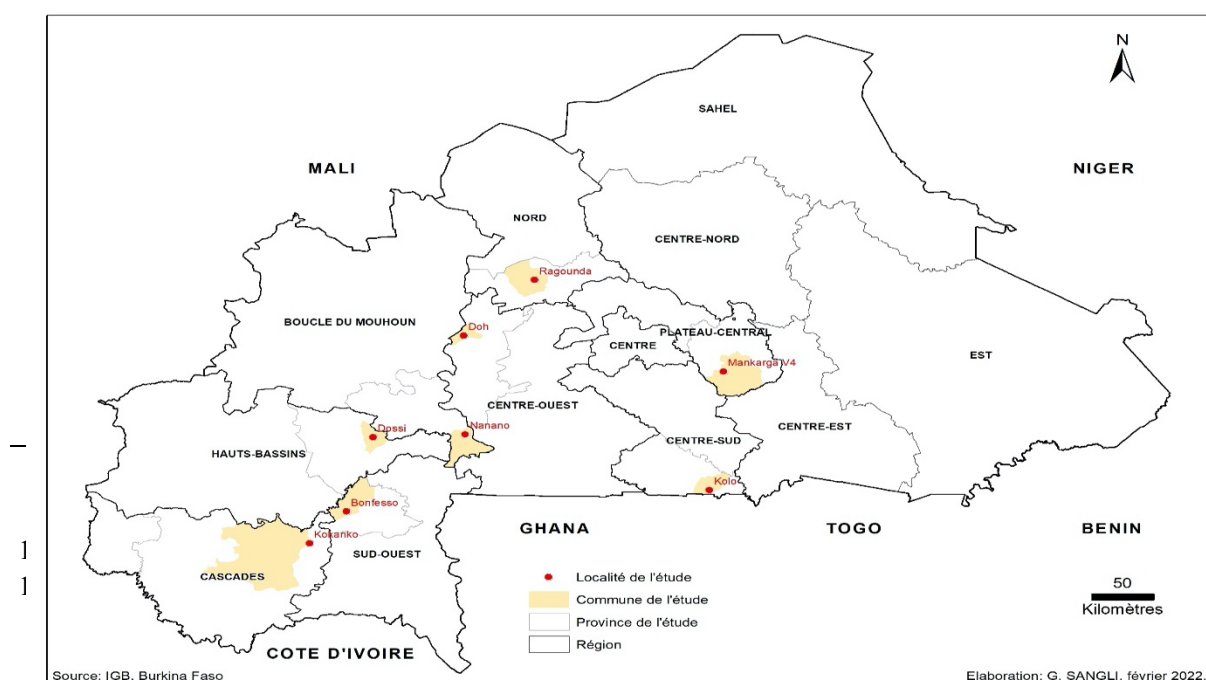 N
SAHEL
MALI
NIGER
NORD
CENTRE-NORD
Ragounda
BOUCLE DU MOUHOUN
Doh
PLATEAU-CENTRAL
CENTRE
EST
Mankarga V4
CENTRE-OUEST
Nanano
Dossi
CENTRE-SUD
CENTRE-EST
HAUTS-BASSINS
Kolo
Bonfesso
GHANA
TOGO
BENIN
Kokanko
SUD-OUEST
CASCADES
Localité de l'étude
Commune de l'étude
Province de l'étude
Région
50
Kilomètres
COTE D'IVOIRE
Source: IGB, Burkina Faso
Elaboration: G. SANGLI, février 2022.